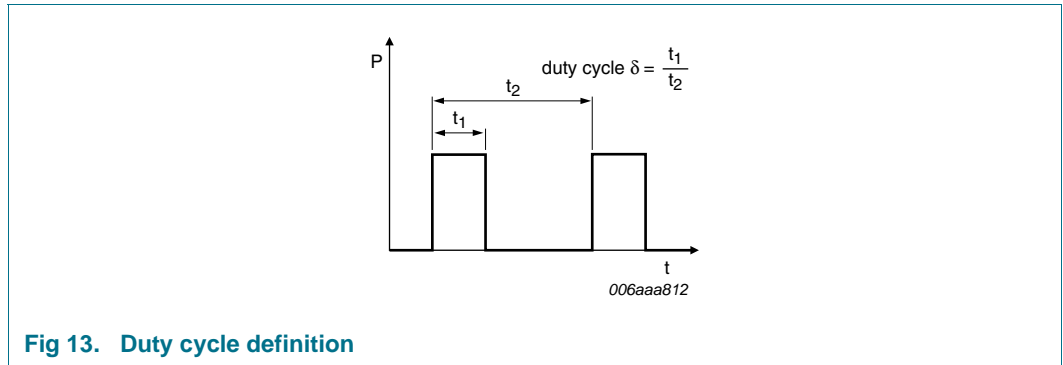 P
duty cycle δ = t1
t2
t2
t1
t
006aaa812
Fig 13. Duty cycle definition